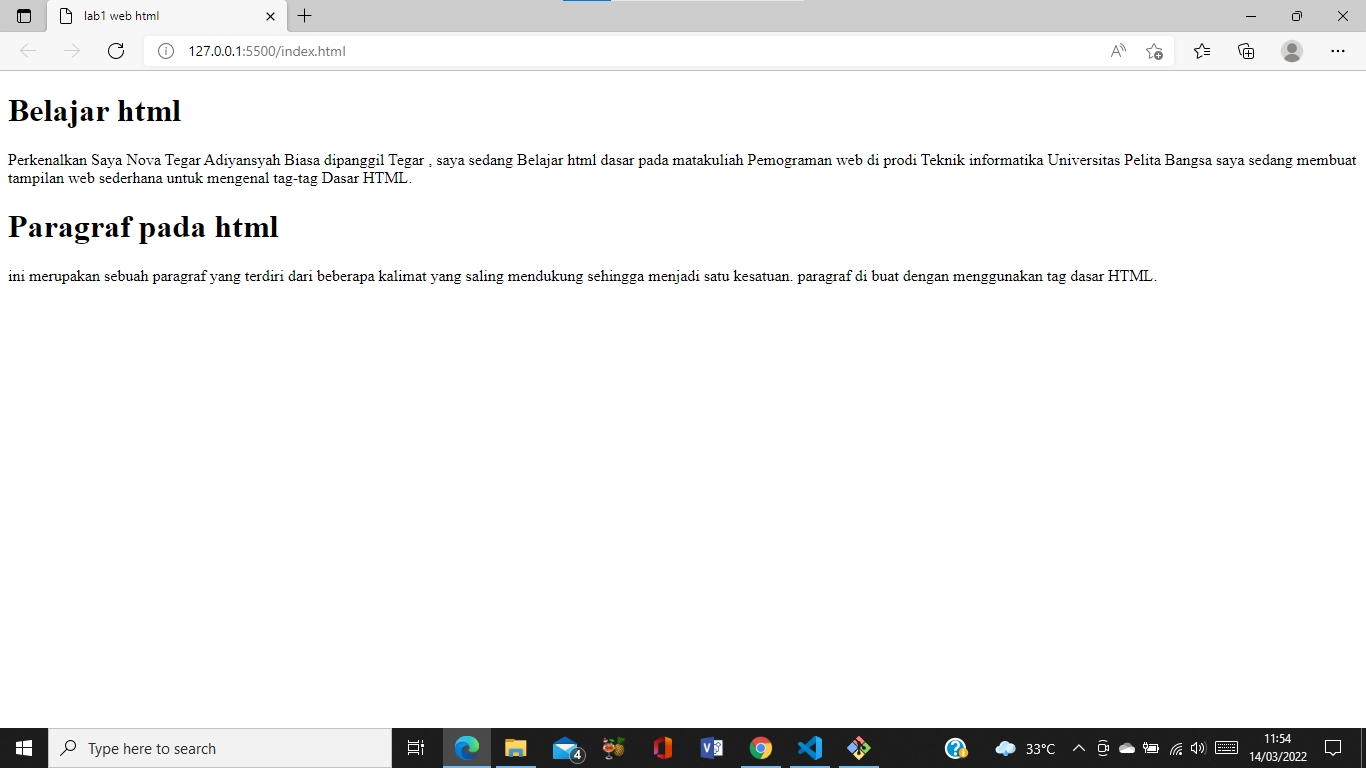 lab1 web html
127.0.0.1:5500/index.html
Belajar html
Perkenalkan Saya Nova Tegar Adiyansyah Biasa dipanggil Tegar , saya sedang Belajar html dasar pada matakuliah Pemograman web di prodi Teknik informatika Universitas Pelita Bangsa saya sedang membuat
tampilan web sederhana untuk mengenal tag-tag Dasar HTML.
Paragraf pada html
ini merupakan sebuah paragraf yang terdiri dari beberapa kalimat yang saling mendukung sehingga menjadi satu kesatuan. paragraf di buat dengan menggunakan tag dasar HTML.
Type here to search
4
33°C
11:54
14/03/2022